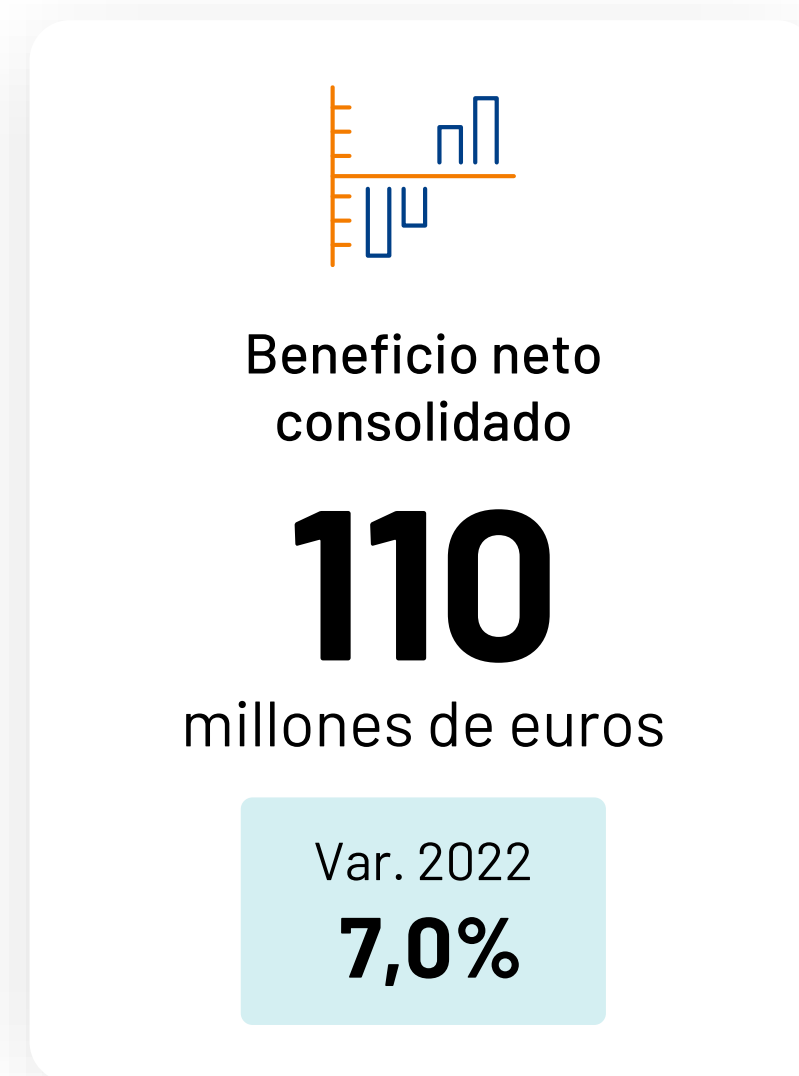 Beneficio neto
consolidado
110
millones de euros
Var. 2022
7,0%